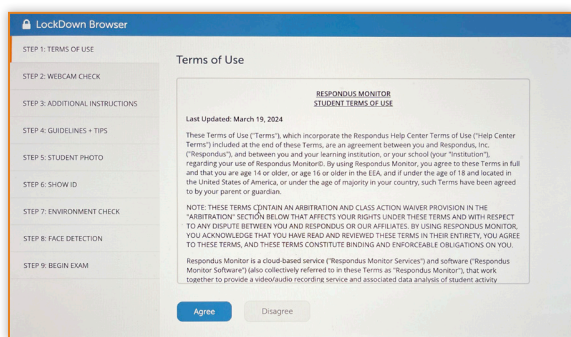 LockDown Browser
STEP 1: TERMS OF USE
STEP 2: WEBCAM CHECK
STEP 3: ADDITIONAL INSTRUCTIONS
STEP 4: GUIDELINES + TIPS
STEP 5: STUDENT PHOTO
STEP 6: SHOW ID
STEP 7: ENVIRONMENT CHECK
STEP 8: FACE DETECTION
STEP 9: BEGIN EXAM
Terms of Use
RESPONDUS MONITOR
STUDENT TERMS OF USE
Last Updated: March 19, 2024
These Terms of Use ("Terms"), which incorporate the Respondus Help Center Terms of Use ("Help Center
Terms") included at the end of these Terms, are an agreement between you and Respondus, Inc.
("Respondus"), and between you and your learning institution, or your school (your "Institution"),
regarding your use of Respondus Monitor©. By using Respondus Monitor, you agree to these Terms in full
and that you are age 14 or older, or age 16 or older in the EEA, and if under the age of 18 and located in
the United States of America, or under the age of majority in your country, such Terms have been agreed
to by your parent or guardian.
NOTE: THESE TERMS CONTAIN AN ARBITRATION AND CLASS ACTION WAIVER PROVISION IN THE
"ARBITRATION" SECTION BELOW THAT AFFECTS YOUR RIGHTS UNDER THESE TERMS AND WITH RESPECT
TO ANY DISPUTE BETWEEN YOU AND RESPONDUS OR OUR AFFILIATES. BY USING RESPONDUS MONITOR,
YOU ACKNOWLEDGE THAT YOU HAVE READ AND REVIEWED THESE TERMS IN THEIR ENTIRETY, YOU AGREE
TO THESE TERMS, AND THESE TERMS CONSTITUTE BINDING AND ENFORCEABLE OBLIGATIONS ON YOU.
Respondus Monitor is a cloud-based service ("Respondus Monitor Services") and software ("Respondus
Monitor Software") (also collectively referred to in these Terms as "Respondus Monitor"), that work
together to provide a video/audio recording service and associated data analysis of student activity
Agree
Disagree